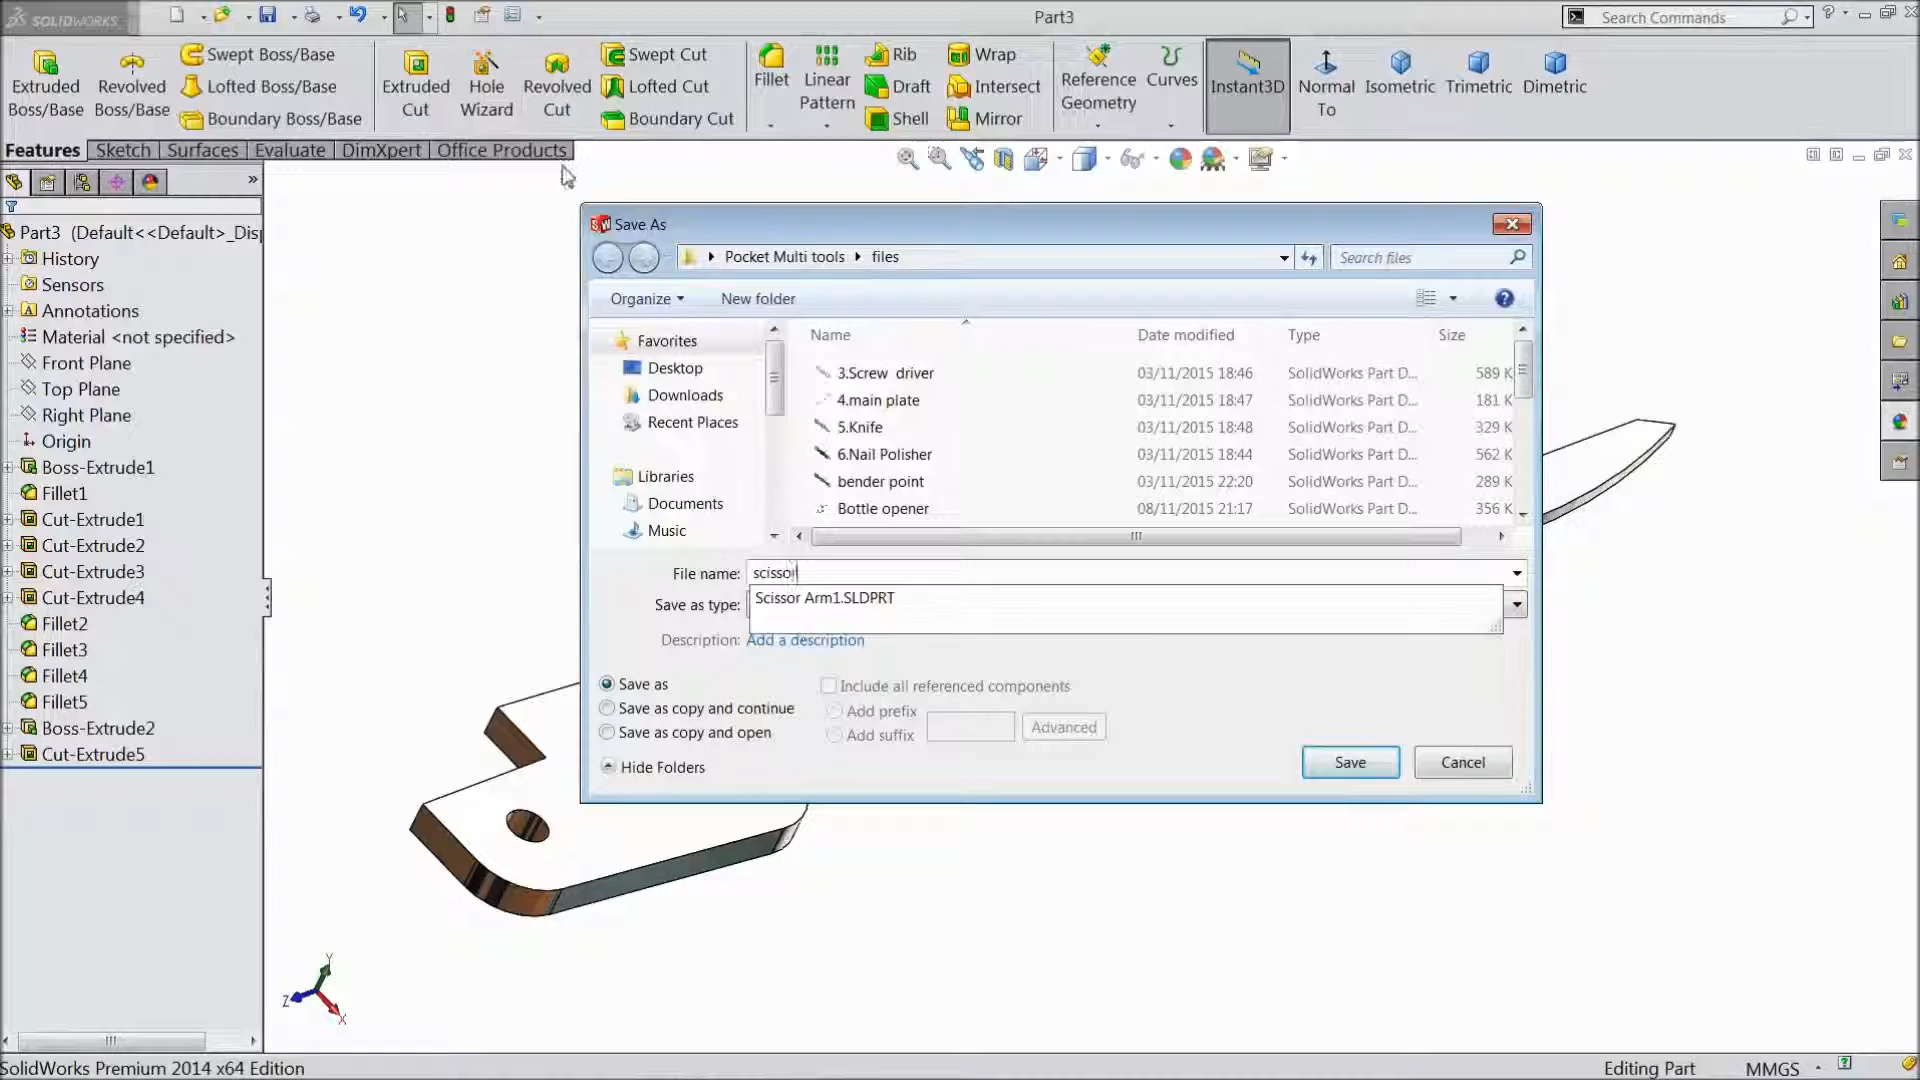 SOLIDWORKS
Part3
Search Commands
Extruded Boss/Base
Revolved Boss/Base
Swept Boss/Base
Lofted Boss/Base
Boundary Boss/Base
Extruded Cut
Hole Wizard
Revolved Cut
Swept Cut
Lofted Cut
Boundary Cut
Fillet
Linear Pattern
Rib
Draft
Shell
Wrap
Intersect
Mirror
Reference Geometry
Curves
Instant3D
Normal To
Isometric
Trimetric
Dimetric
Features
Sketch
Surfaces
Evaluate
DimXpert
Office Products
Part3 (Default<<Default>_Disp
History
Sensors
Annotations
Material <not specified>
Front Plane
Top Plane
Right Plane
Origin
Boss-Extrude1
Fillet1
Cut-Extrude1
Cut-Extrude2
Cut-Extrude3
Cut-Extrude4
Fillet2
Fillet3
Fillet4
Fillet5
Boss-Extrude2
Cut-Extrude5
Save As
Pocket Multi tools
files
Search files
Organize
New folder
Favorites
Desktop
Downloads
Recent Places
Libraries
Documents
Music
Name Date modified Type Size
3.Screw driver 03/11/2015 18:46 SolidWorks Part D... 589 K
4.main plate 03/11/2015 18:47 SolidWorks Part D... 181 K
5.Knife 03/11/2015 18:48 SolidWorks Part D... 329 K
6.Nail Polisher 03/11/2015 18:44 SolidWorks Part D... 562 K
bender point 03/11/2015 22:20 SolidWorks Part D... 289 K
Bottle opener 08/11/2015 21:17 SolidWorks Part D... 356 K
File name: scissor
Scissor Arm1.SLDPRT
Save as type:
Description: Add a description
Save as
Save as copy and continue
Save as copy and open
Include all referenced components
Add prefix
Add suffix
Advanced
Hide Folders
Save
Cancel
Y
Z
X
SolidWorks Premium 2014 x64 Edition
Editing Part
MMGS